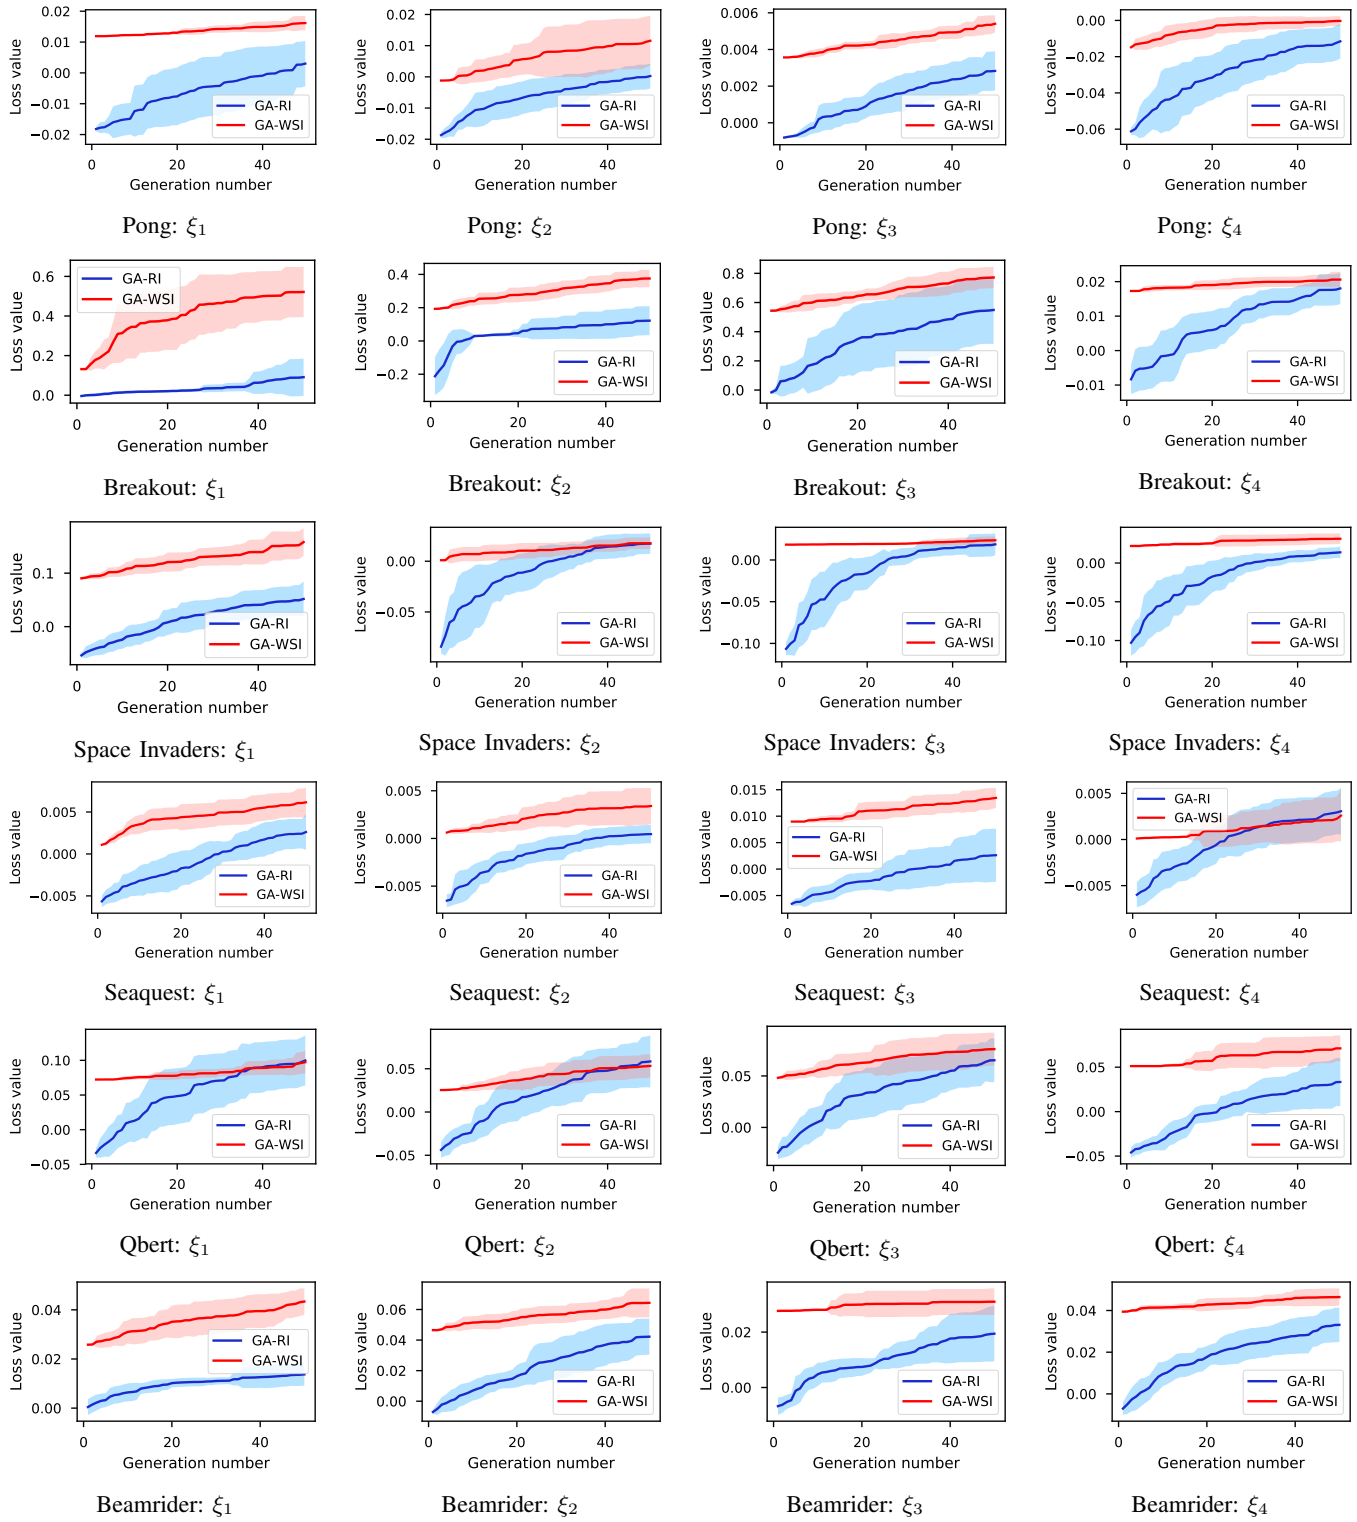 Loss value
0.02
0.01
0.00
−0.01
−0.02
GA-RI
GA-WSI
0 20 40
Generation number
Pong: ξ1
Loss value
0.02
0.01
0.00
−0.01
−0.02
GA-RI
GA-WSI
0 20 40
Generation number
Pong: ξ2
Loss value
0.006
0.004
0.002
0.000
GA-RI
GA-WSI
0 20 40
Generation number
Pong: ξ3
Loss value
0.00
−0.02
−0.04
−0.06
GA-RI
GA-WSI
0 20 40
Generation number
Pong: ξ4
Loss value
0.6
0.4
0.2
0.0
GA-RI
GA-WSI
0 20 40
Generation number
Breakout: ξ1
Loss value
0.4
0.2
0.0
−0.2
GA-RI
GA-WSI
0 20 40
Generation number
Breakout: ξ2
Loss value
0.8
0.6
0.4
0.2
0.0
GA-RI
GA-WSI
0 20 40
Generation number
Breakout: ξ3
Loss value
0.02
0.01
0.00
−0.01
GA-RI
GA-WSI
0 20 40
Generation number
Breakout: ξ4
Loss value
0.1
0.0
GA-RI
GA-WSI
0 20 40
Generation number
Space Invaders: ξ1
Loss value
0.00
−0.05
GA-RI
GA-WSI
0 20 40
Generation number
Space Invaders: ξ2
Loss value
0.00
−0.05
−0.10
GA-RI
GA-WSI
0 20 40
Generation number
Space Invaders: ξ3
Loss value
0.00
−0.05
−0.10
GA-RI
GA-WSI
0 20 40
Generation number
Space Invaders: ξ4
Loss value
0.005
0.000
−0.005
GA-RI
GA-WSI
0 20 40
Generation number
Seaquest: ξ1
Loss value
0.005
0.000
−0.005
GA-RI
GA-WSI
0 20 40
Generation number
Seaquest: ξ2
Loss value
0.015
0.010
0.005
0.000
−0.005
GA-RI
GA-WSI
0 20 40
Generation number
Seaquest: ξ3
Loss value
0.005
0.000
−0.005
GA-RI
GA-WSI
0 20 40
Generation number
Seaquest: ξ4
Loss value
0.10
0.05
0.00
−0.05
GA-RI
GA-WSI
0 20 40
Generation number
Qbert: ξ1
Loss value
0.05
0.00
−0.05
GA-RI
GA-WSI
0 20 40
Generation number
Qbert: ξ2
Loss value
0.05
0.00
GA-RI
GA-WSI
0 20 40
Generation number
Qbert: ξ3
Loss value
0.05
0.00
−0.05
GA-RI
GA-WSI
0 20 40
Generation number
Qbert: ξ4
Loss value
0.04
0.02
0.00
GA-RI
GA-WSI
0 20 40
Generation number
Beamrider: ξ1
Loss value
0.06
0.04
0.02
0.00
GA-RI
GA-WSI
0 20 40
Generation number
Beamrider: ξ2
Loss value
0.02
0.00
GA-RI
GA-WSI
0 20 40
Generation number
Beamrider: ξ3
Loss value
0.04
0.02
0.00
GA-RI
GA-WSI
0 20 40
Generation number
Beamrider: ξ4